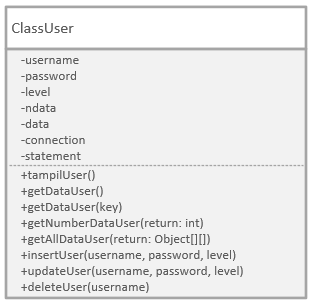 ClassUser
-username
-password
-level
-ndata
-data
-connection
-statement
+tampilUser()
+getDataUser()
+getDataUser(key)
+getNumberDataUser(return: int)
+getAllDataUser(return: Object[][])
+insertUser(username, password, level)
+updateUser(username, password, level)
+deleteUser(username)